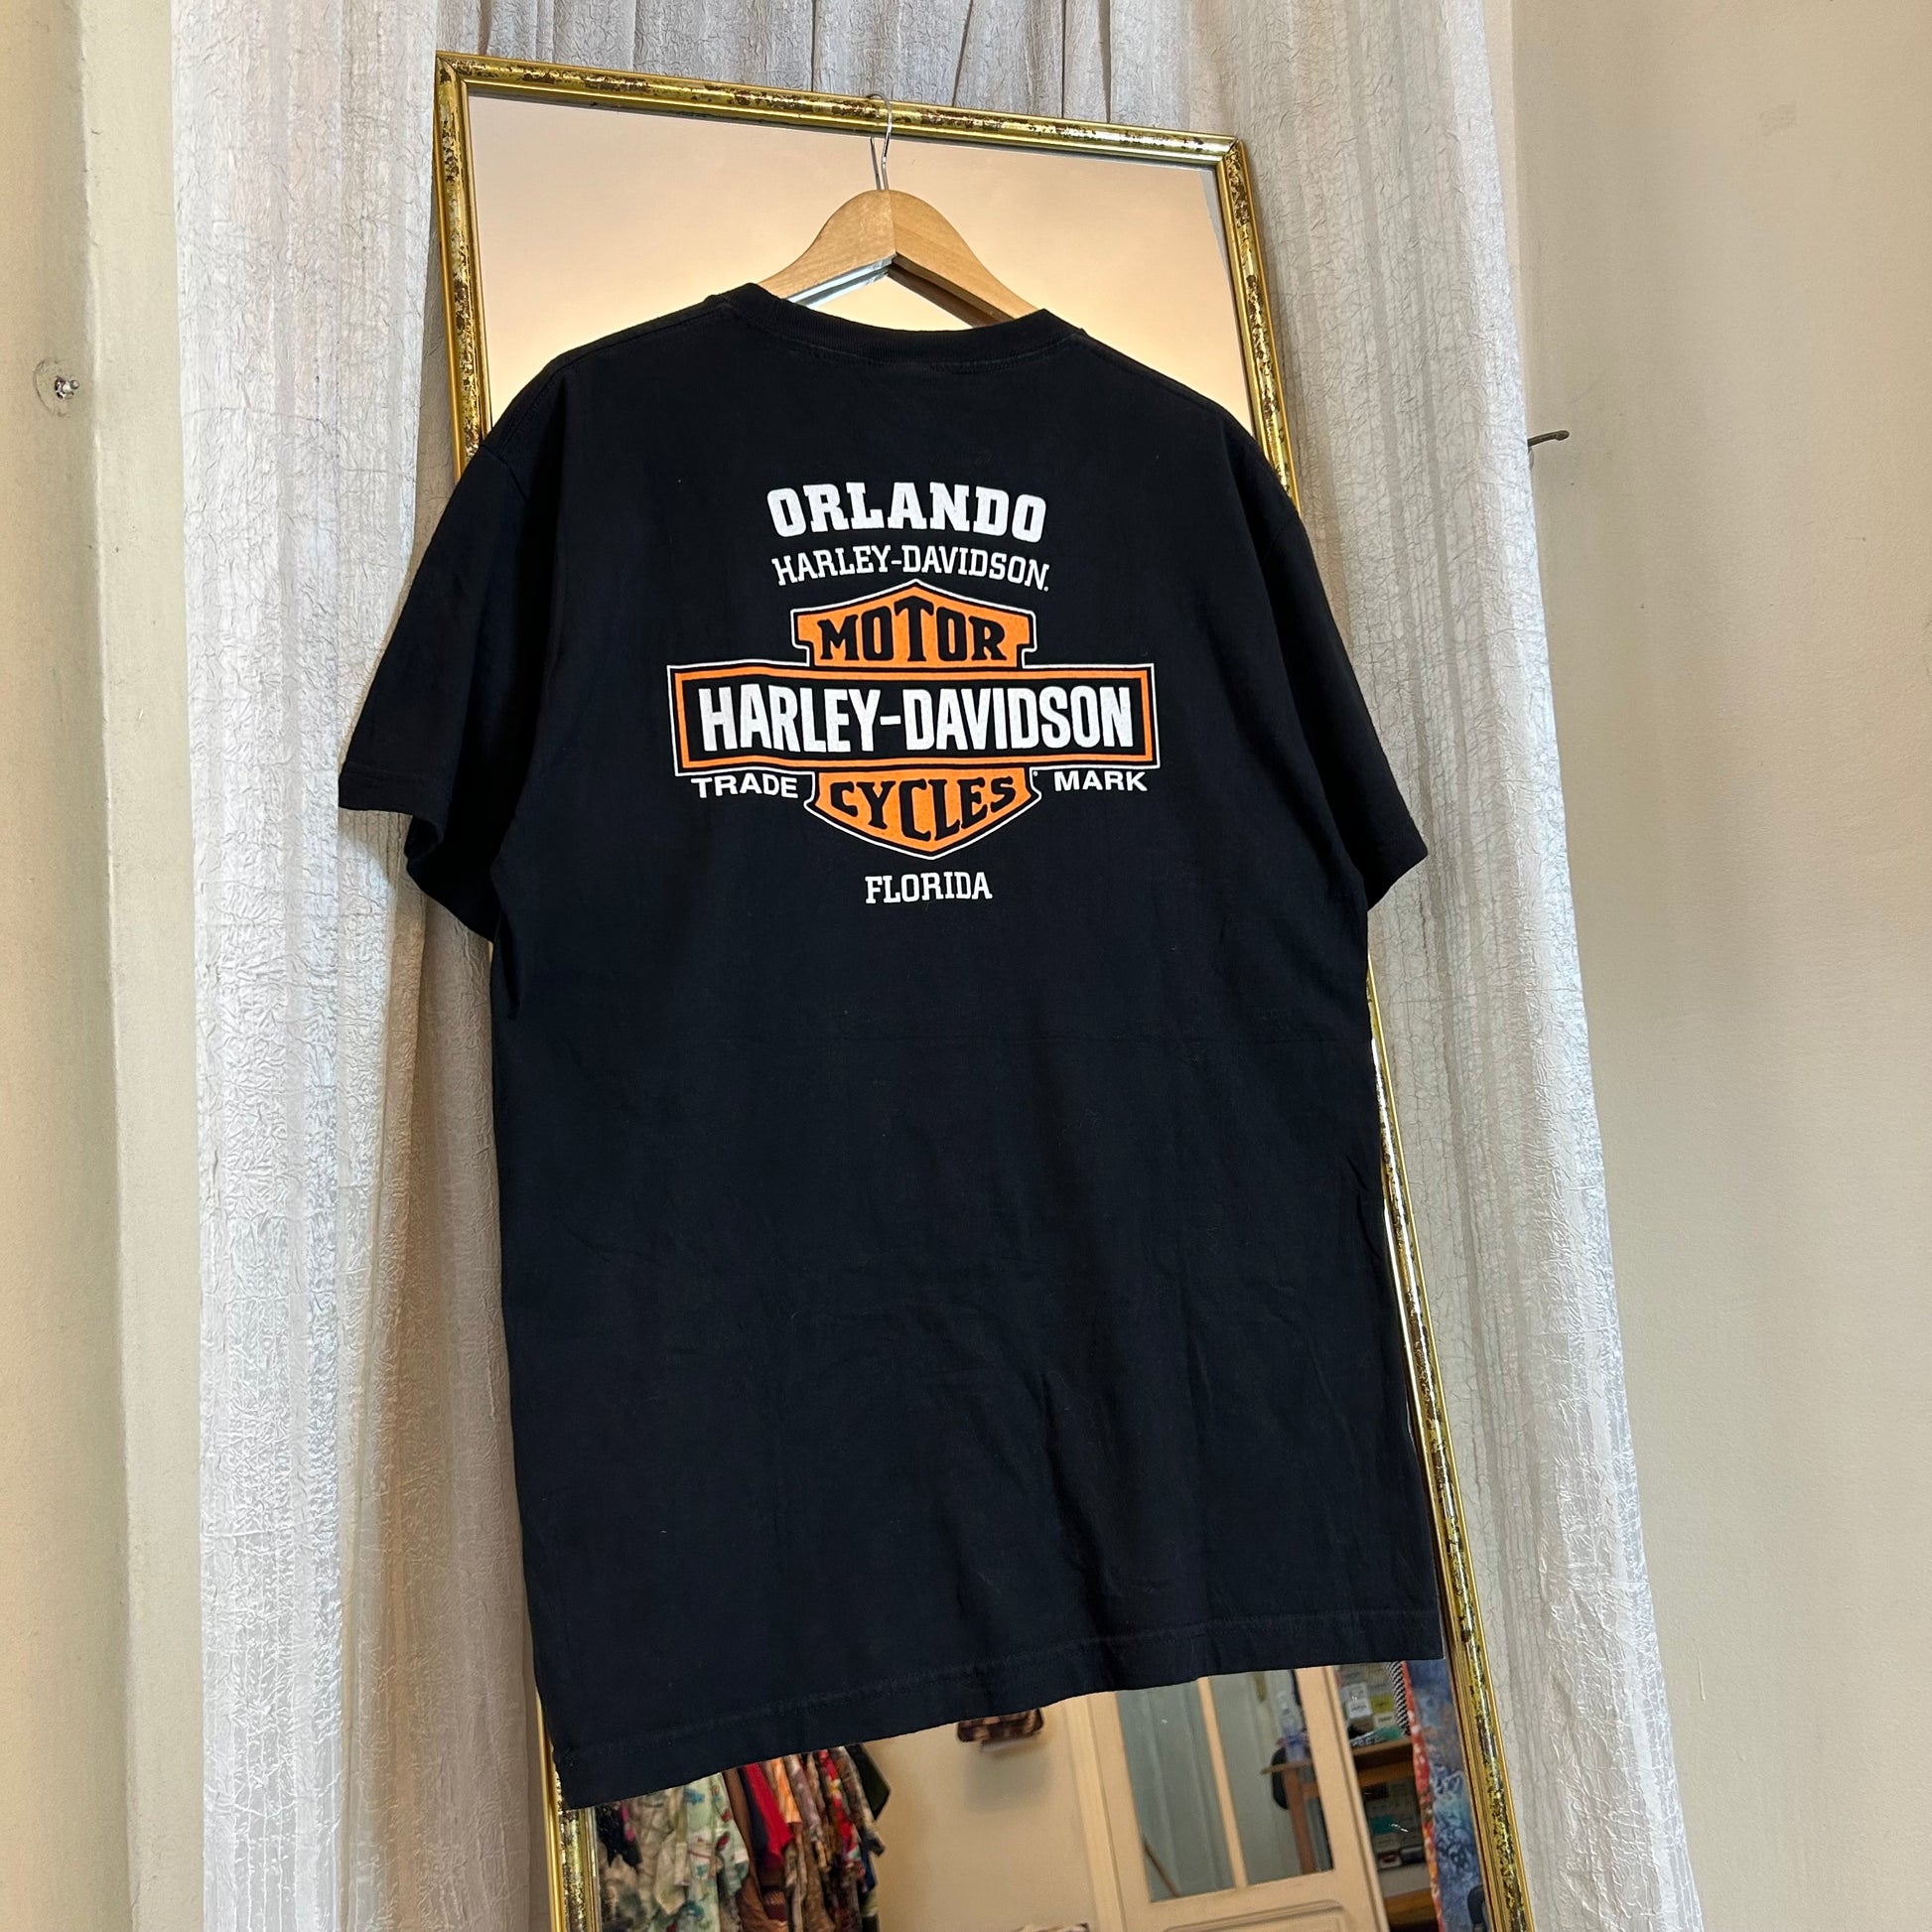 ORLANDO
HARLEY-DAVIDSON.
MOTOR
HARLEY-DAVIDSON
TRADE CYCLES MARK
FLORIDA